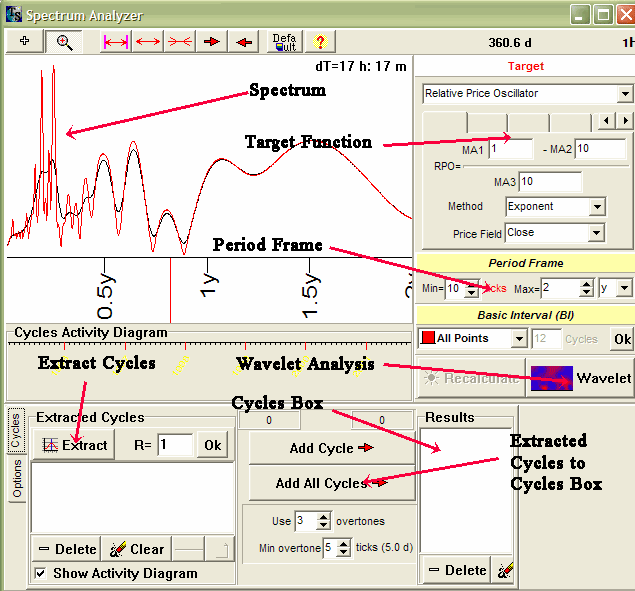 Spectrum Analyzer
Defa
ult
?
360.6 d
1H
dT=17 h: 17 m
Target
Spectrum
Relative Price Oscillator
Target Function
MA1 1 - MA2 10
RPO=
MA3 10
Method Exponent
Price Field Close
Period Frame
Period Frame
Min= 10 ticks Max= 2 y
0.5y 1y 1.5y
Basic Interval (BI)
Cycles Activity Diagram
All Points 12 Cycles Ok
Extract Cycles
Wavelet Analysis
Recalculate Wavelet
Cycles Box
Cycles
Options
Extracted Cycles
0 0
Results
Extract R= 1 Ok
Add Cycle
Extracted
Cycles to
Cycles Box
Add All Cycles
Use 3 overtones
Min overtone 5 ticks (5.0 d)
Delete Clear
Delete
Show Activity Diagram